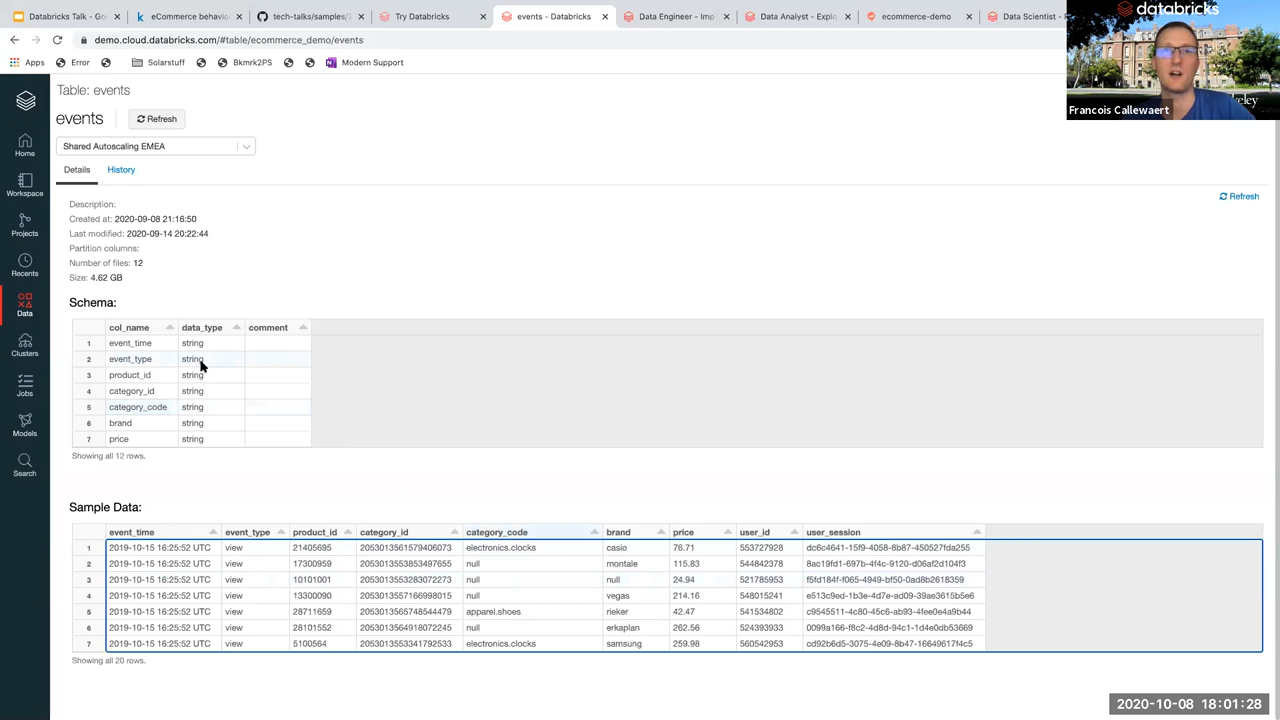 Databricks Talk - Go
eCommerce behavio
tech-talks/samples/
Try Databricks
events - Databricks
Data Engineer - Imp
Data Analyst - Explo
ecommerce-demo
Data Scientist -
demo.cloud.databricks.com/#table/ecommerce_demo/events
Apps
Error
Solarstuff
Bkmrk2PS
Modern Support
databricks
Francois Callewaert
Home
Workspace
Projects
Recents
Data
Clusters
Jobs
Models
Search
Table: events
events
Refresh
Shared Autoscaling EMEA
Details History
Refresh
Description:
Created at: 2020-09-08 21:16:50
Last modified: 2020-09-14 20:22:44
Partition columns:
Number of files: 12
Size: 4.62 GB
Schema:
col_name data_type comment
1 event_time string
2 event_type string
3 product_id string
4 category_id string
5 category_code string
6 brand string
7 price string
Showing all 12 rows.
Sample Data:
event_time event_type product_id category_id category_code brand price user_id user_session
1 2019-10-15 16:25:52 UTC view 21405695 2053013561579406073 electronics.clocks casio 76.71 553727928 dc6c4641-15f9-4058-8b87-450527fda255
2 2019-10-15 16:25:52 UTC view 17300959 2053013553853497655 null montale 115.83 544842378 8ac19fd1-697b-4f4c-9120-d06af2d104f3
3 2019-10-15 16:25:52 UTC view 10101001 2053013553283072273 null null 24.94 521785953 f5fd184f-f065-4949-bf50-0ad8b2618359
4 2019-10-15 16:25:52 UTC view 13300090 2053013557166998015 null vegas 214.16 548015241 e513c9ed-1b3e-4d7e-ad09-39ae3615b5e6
5 2019-10-15 16:25:52 UTC view 28711659 2053013565748544479 apparel.shoes rieker 42.47 541534802 c9545511-4c80-45c6-ab93-4fee0e4a9b44
6 2019-10-15 16:25:52 UTC view 28101552 2053013564918072245 null erkaplan 262.56 524393933 0099a166-f8c2-4d8d-94c1-1d4e0db53669
7 2019-10-15 16:25:52 UTC view 5100564 2053013553341792533 electronics.clocks samsung 259.98 560542953 cd92b6d5-3075-4e09-8b47-16649617f4c5
Showing all 20 rows.
2020-10-08 18:01:28